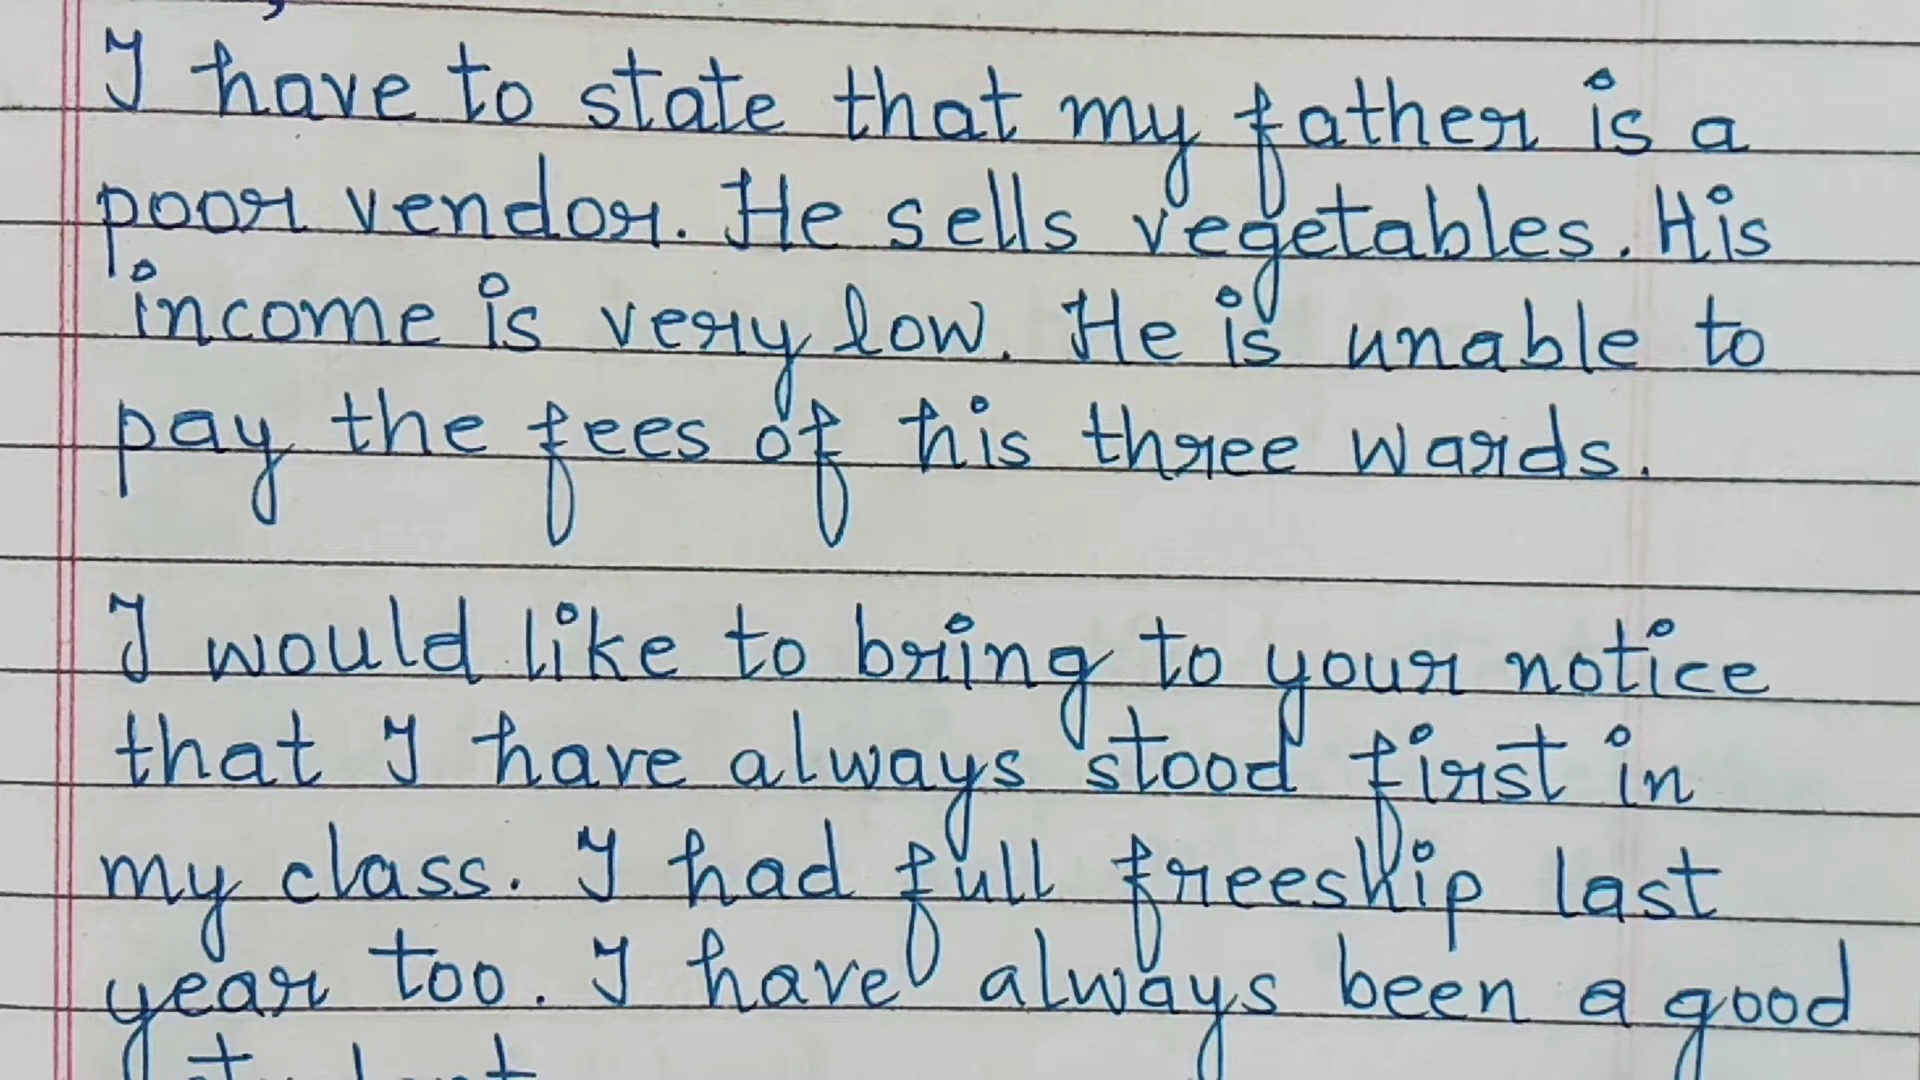 I have to state that my father is a
poor vendor. He sells vegetables. His
income is very low. He is unable to
pay the fees of his three wards.
I would like to bring to your notice
that I have always stood first in
my class. I had full freeship last
year too. I have always been a good